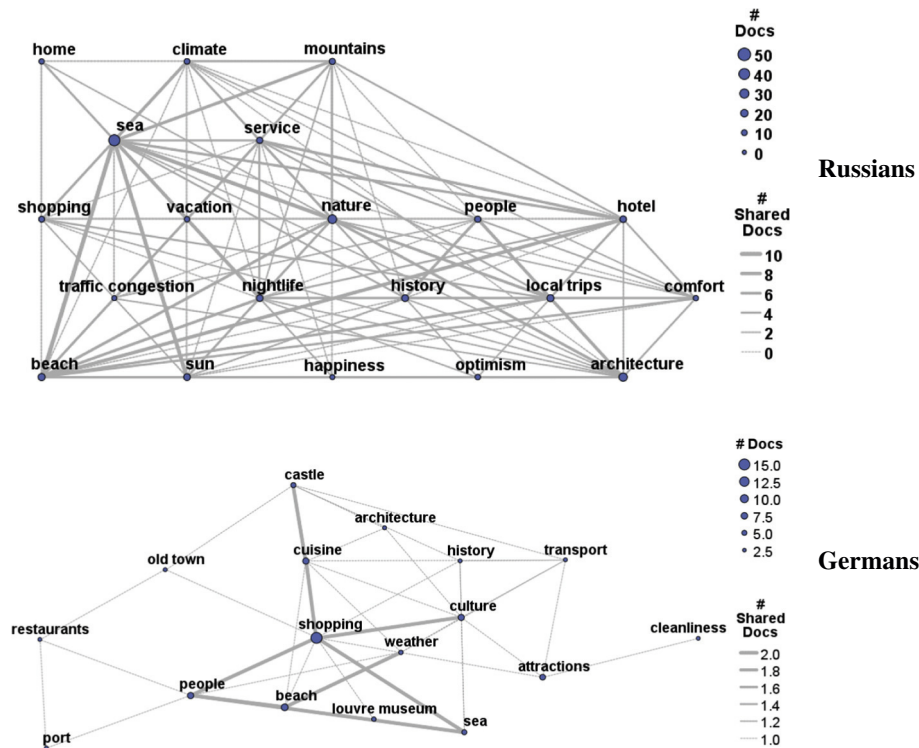 home climate mountains
sea service
shopping vacation nature people hotel
traffic congestion nightlife history local trips comfort
beach sun happiness optimism architecture
#
Docs
50
40
30
20
10
0
Russians
#
Shared
Docs
10
8
6
4
2
0
castle
architecture
old town cuisine history transport
restaurants shopping culture cleanliness
weather
people beach attractions
louvre museum sea
port
# Docs
15.0
12.5
10.0
7.5
5.0
2.5
Germans
#
Shared
Docs
2.0
1.8
1.6
1.4
1.2
1.0